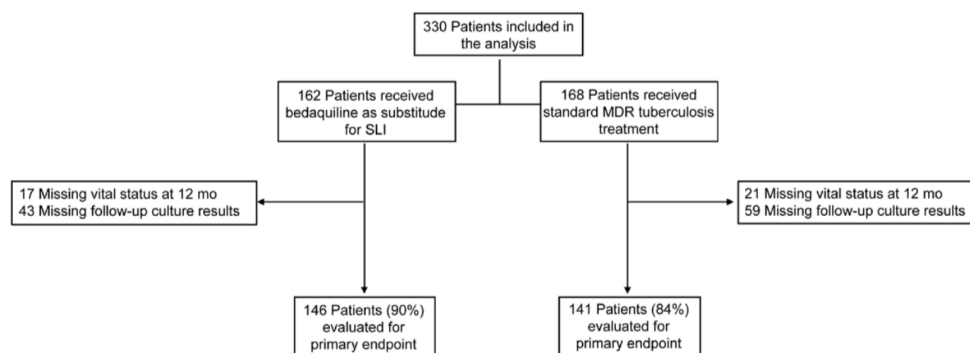 330 Patients included in
the analysis
162 Patients received
bedaquiline as substitude
for SLI
168 Patients received
standard MDR tuberculosis
treatment
17 Missing vital status at 12 mo
43 Missing follow-up culture results
21 Missing vital status at 12 mo
59 Missing follow-up culture results
146 Patients (90%)
evaluated for
primary endpoint
141 Patients (84%)
evaluated for
primary endpoint